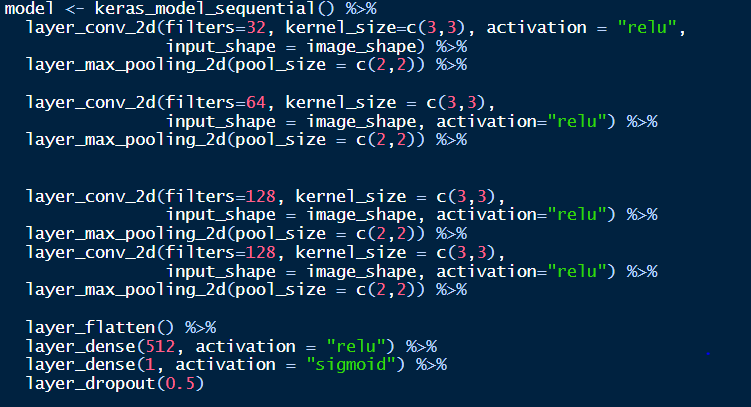 model <- keras_model_sequential() %>%
  layer_conv_2d(filters=32, kernel_size=c(3,3), activation = "relu",
                input_shape = image_shape) %>%
  layer_max_pooling_2d(pool_size = c(2,2)) %>%

  layer_conv_2d(filters=64, kernel_size = c(3,3),
                input_shape = image_shape, activation="relu") %>%
  layer_max_pooling_2d(pool_size = c(2,2)) %>%


  layer_conv_2d(filters=128, kernel_size = c(3,3),
                input_shape = image_shape, activation="relu") %>%
  layer_max_pooling_2d(pool_size = c(2,2)) %>%
  layer_conv_2d(filters=128, kernel_size = c(3,3),
                input_shape = image_shape, activation="relu") %>%
  layer_max_pooling_2d(pool_size = c(2,2)) %>%

  layer_flatten() %>%
  layer_dense(512, activation = "relu") %>%
  layer_dense(1, activation = "sigmoid") %>%
  layer_dropout(0.5)